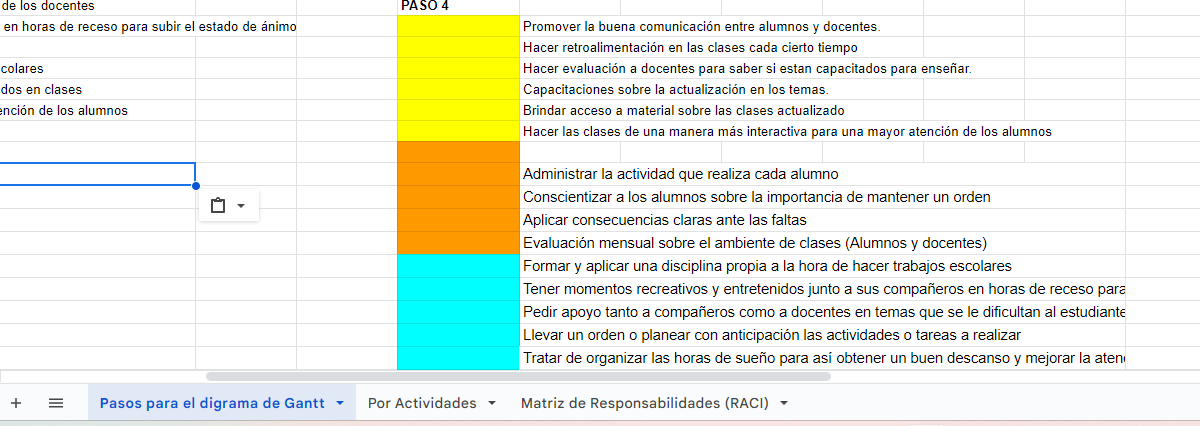 de los docentes
PASO 4
en horas de receso para subir el estado de ánimo
Promover la buena comunicación entre alumnos y docentes.
Hacer retroalimentación en las clases cada cierto tiempo
colares
Hacer evaluación a docentes para saber si estan capacitados para enseñar.
dos en clases
Capacitaciones sobre la actualización en los temas.
ención de los alumnos
Brindar acceso a material sobre las clases actualizado
Hacer las clases de una manera más interactiva para una mayor atención de los alumnos
Administrar la actividad que realiza cada alumno
Conscientizar a los alumnos sobre la importancia de mantener un orden
Aplicar consecuencias claras ante las faltas
Evaluación mensual sobre el ambiente de clases (Alumnos y docentes)
Formar y aplicar una disciplina propia a la hora de hacer trabajos escolares
Tener momentos recreativos y entretenidos junto a sus compañeros en horas de receso para
Pedir apoyo tanto a compañeros como a docentes en temas que se le dificultan al estudiante
Llevar un orden o planear con anticipación las actividades o tareas a realizar
Tratar de organizar las horas de sueño para así obtener un buen descanso y mejorar la aten
Pasos para el digrama de Gantt
Por Actividades
Matriz de Responsabilidades (RACI)